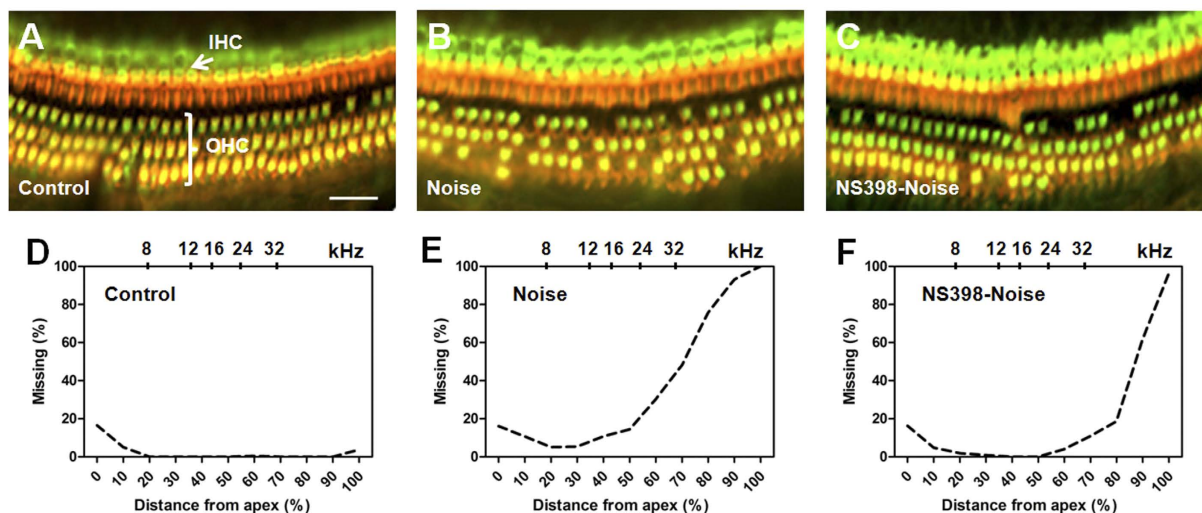 A
IHC
OHC
Control
B
Noise
C
NS398-Noise
D
8 12 16 24 32 kHz
Control
Missing (%)
100
80
60
40
20
0
0 10 20 30 40 50 60 70 80 90 100
Distance from apex (%)
E
8 12 16 24 32 kHz
Noise
Missing (%)
100
80
60
40
20
0
0 10 20 30 40 50 60 70 80 90 100
Distance from apex (%)
F
8 12 16 24 32 kHz
NS398-Noise
Missing (%)
100
80
60
40
20
0
0 10 20 30 40 50 60 70 80 90 100
Distance from apex (%)